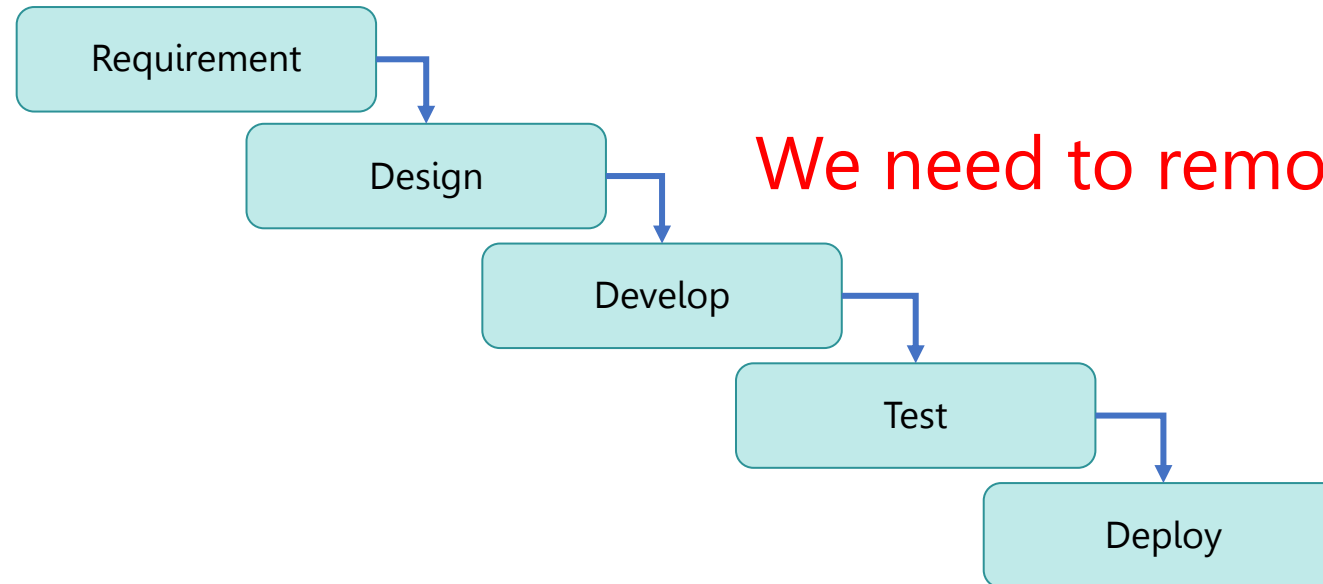 Requirement
Design
We need to remo
Develop
Test
Deploy